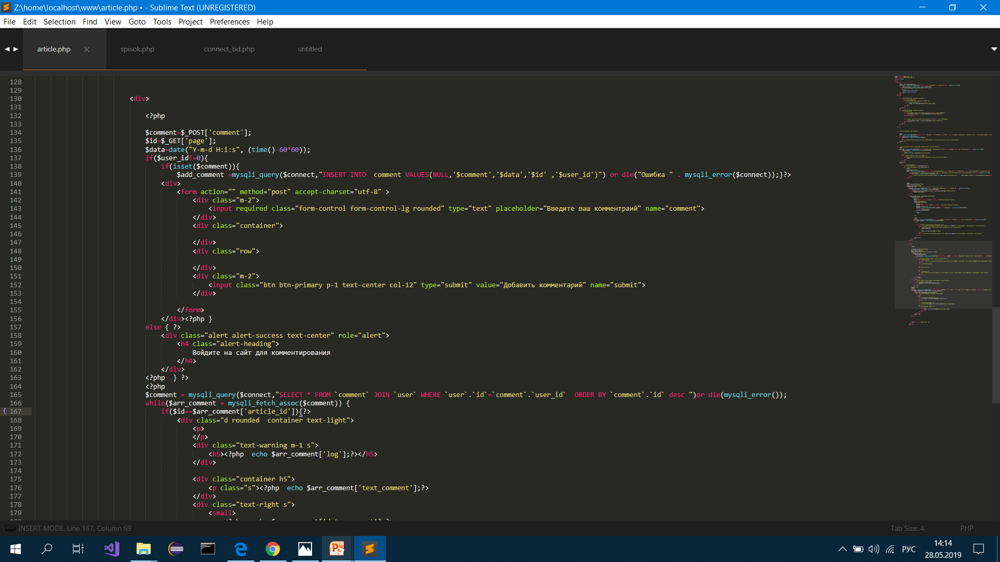 Z:\home\localhost\www\article.php • - Sublime Text (UNREGISTERED)
File Edit Selection Find View Goto Tools Project Preferences Help
article.php spisok.php connect_bd.php untitled
128
129
130 <div>
131
132 <?php
133
134 $comment=$_POST['comment'];
135 $id=$_GET['page'];
136 $data=date("Y-m-d H:i:s", (time()-60*60));
137 if($user_id!=0){
138 if(isset($comment)){
139 $add_comment =mysqli_query($connect,"INSERT INTO  comment VALUES(NULL,'$comment','$data','$id' ,'$user_id')") or die("Ошибка " . mysqli_error($connect));}?>
140 <div>
141 <form action="" method="post" accept-charset="utf-8" >
142 <div class="m-2">
143 <input required class="form-control form-control-lg rounded" type="text" placeholder="Введите ваш комментраий" name="comment">
144 </div>
145 <div class="container">
146
147 </div>
148 <div class="row">
149
150 </div>
151 <div class="m-2">
152 <input class="btn btn-primary p-1 text-center col-12" type="submit" value="Добавить комментарий" name="submit">
153 </div>
154
155 </form>
156 </div><?php }
157 else { ?>
158 <div class="alert alert-success text-center" role="alert">
159 <h4 class="alert-heading">
160 Войдите на сайт для комментирования
161 </h4>
162 </div>
163 <?php  } ?>
164 <?php
165 $comment = mysqli_query($connect,"SELECT * FROM `comment` JOIN `user` WHERE `user`.`id`=`comment`.`user_id`  ORDER BY `comment`.`id` desc ")or die(mysqli_error());
166 while($arr_comment = mysqli_fetch_assoc($comment)) {
{ 167 if($id==$arr_comment['article_id']){?>
168 <div class="d rounded  container text-light">
169 <p>
170 </p>
171 <div class="text-warning m-1 s">
172 <h5><?php  echo $arr_comment['log'];?></h5>
173 </div>
174
175 <div class="container h5">
176 <p class="s"><?php  echo $arr_comment['text_comment'];?>
177 </div>
178 <div class="text-right s">
179 <small>
INSERT MODE, Line 167, Column 69 Tab Size: 4 PHP
РУС 14:14
28.05.2019